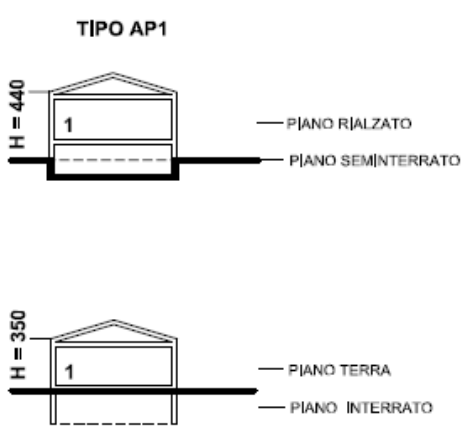 TIPO AP1
H = 440
1
PIANO RIALZATO
PIANO SEMINTERRATO
H = 350
1
PIANO TERRA
PIANO INTERRATO